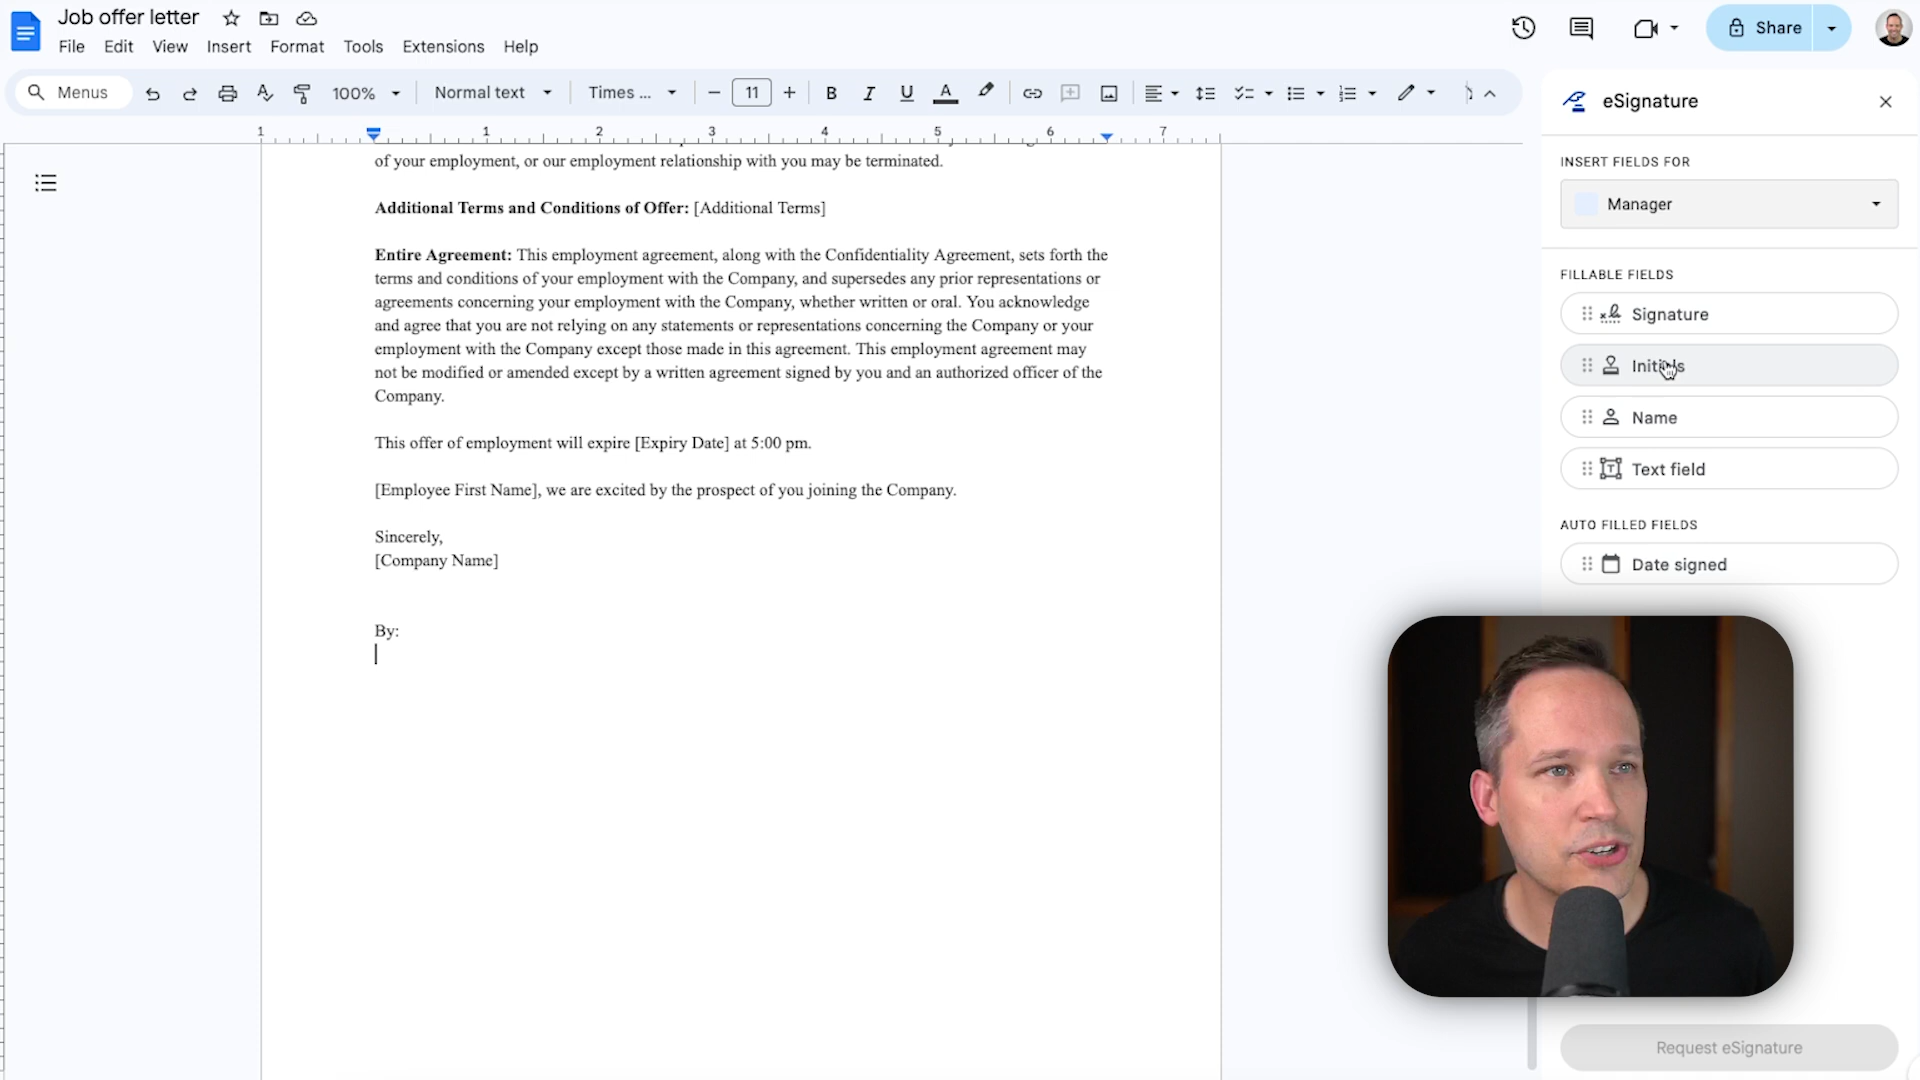 Job offer letter
File Edit View Insert Format Tools Extensions Help
Share
Menus 100% Normal text Times ... 11 B I U A
1 1 2 3 4 5 6 7
of your employment, or our employment relationship with you may be terminated.
Additional Terms and Conditions of Offer: [Additional Terms]
Entire Agreement: This employment agreement, along with the Confidentiality Agreement, sets forth the
terms and conditions of your employment with the Company, and supersedes any prior representations or
agreements concerning your employment with the Company, whether written or oral. You acknowledge
and agree that you are not relying on any statements or representations concerning the Company or your
employment with the Company except those made in this agreement. This employment agreement may
not be modified or amended except by a written agreement signed by you and an authorized officer of the
Company.
This offer of employment will expire [Expiry Date] at 5:00 pm.
[Employee First Name], we are excited by the prospect of you joining the Company.
Sincerely,
[Company Name]
By:
eSignature
INSERT FIELDS FOR
Manager
FILLABLE FIELDS
Signature
Initials
Name
Text field
AUTO FILLED FIELDS
Date signed
Request eSignature